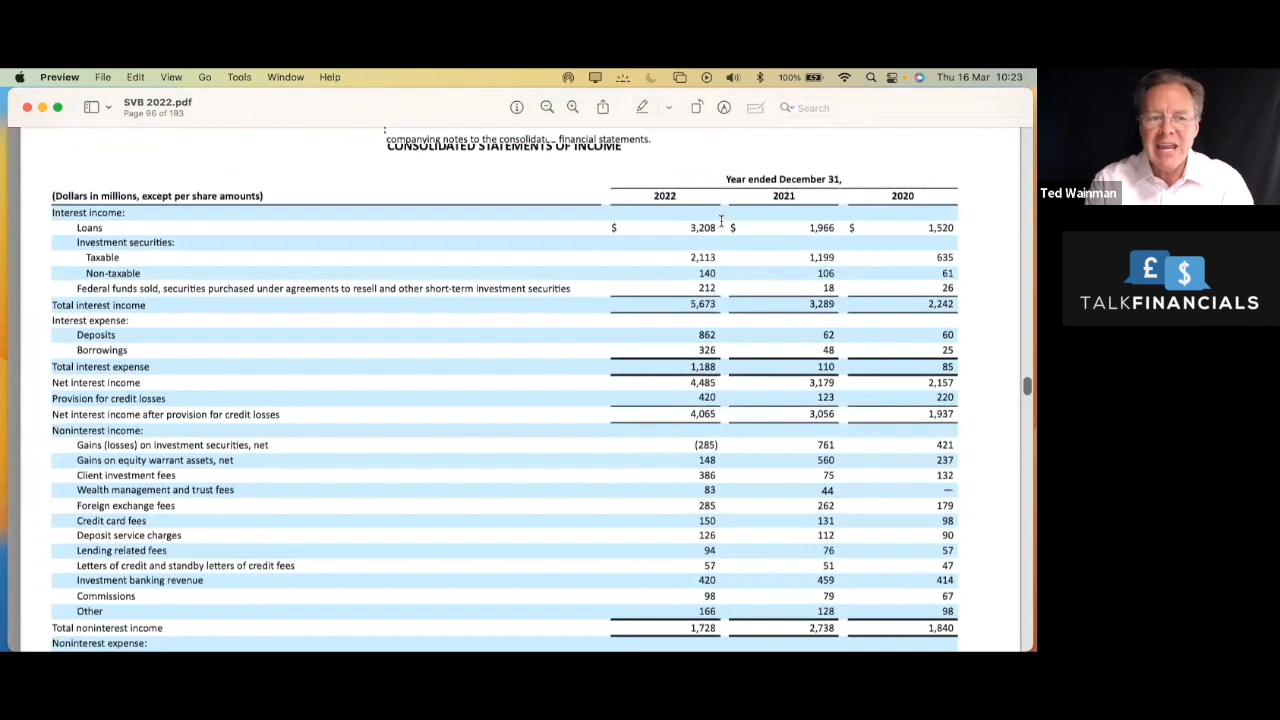 Preview File Edit View Go Tools Window Help 100% Thu 16 Mar 10:23
SVB 2022.pdf
Page 96 of 193
Search
companying notes to the consolidate financial statements.
CONSOLIDATED STATEMENTS OF INCOME
Year ended December 31,
(Dollars in millions, except per share amounts) 2022 2021 2020
Interest income:
Loans $ 3,208 $ 1,966 $ 1,520
Investment securities:
Taxable 2,113 1,199 635
Non-taxable 140 106 61
Federal funds sold, securities purchased under agreements to resell and other short-term investment securities 212 18 26
Total interest income 5,673 3,289 2,242
Interest expense:
Deposits 862 62 60
Borrowings 326 48 25
Total interest expense 1,188 110 85
Net interest income 4,485 3,179 2,157
Provision for credit losses 420 123 220
Net interest income after provision for credit losses 4,065 3,056 1,937
Noninterest income:
Gains (losses) on investment securities, net (285) 761 421
Gains on equity warrant assets, net 148 560 237
Client investment fees 386 75 132
Wealth management and trust fees 83 44 —
Foreign exchange fees 285 262 179
Credit card fees 150 131 98
Deposit service charges 126 112 90
Lending related fees 94 76 57
Letters of credit and standby letters of credit fees 57 51 47
Investment banking revenue 420 459 414
Commissions 98 79 67
Other 166 128 98
Total noninterest income 1,728 2,738 1,840
Noninterest expense:
Ted Wainman
£ $
TALKFINANCIALS